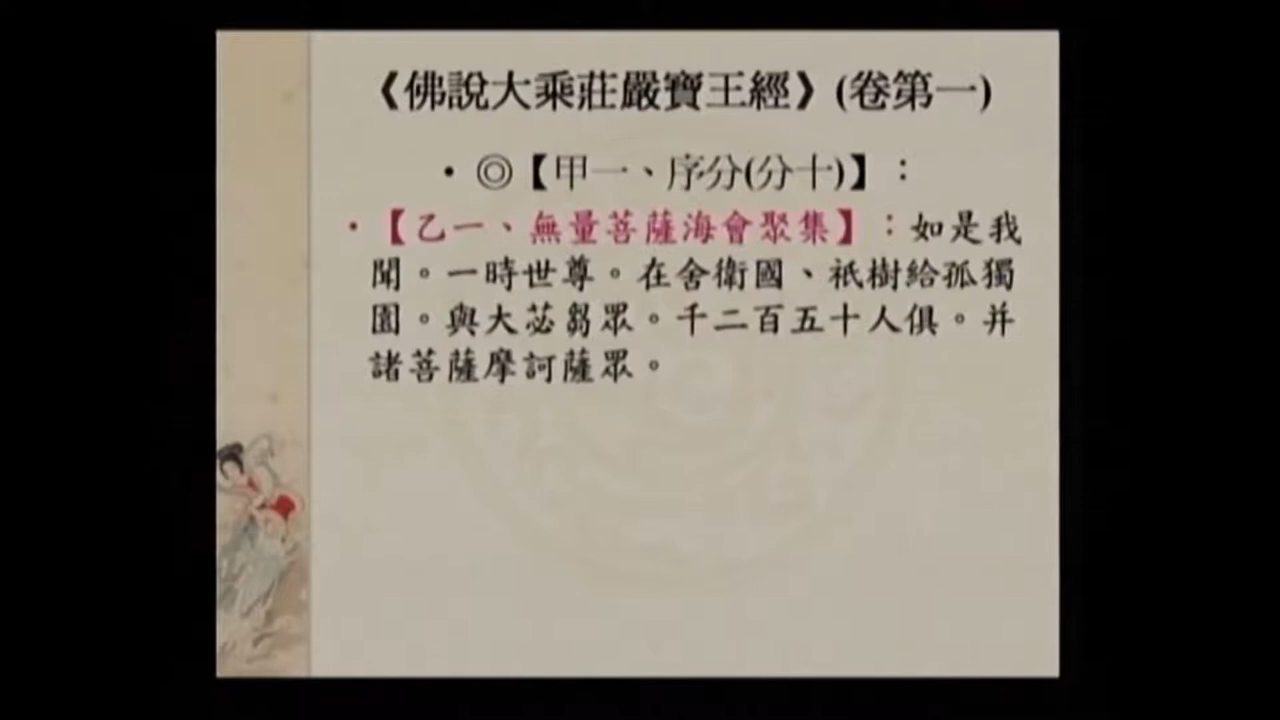 《佛說大乘莊嚴寶王經》(卷第一)
• ◎【甲一、序分(分十)】：
•【乙一、無量菩薩海會聚集】：如是我
聞。一時世尊。在舍衛國、祇樹給孤獨
園。與大苾芻眾。千二百五十人俱。并
諸菩薩摩訶薩眾。